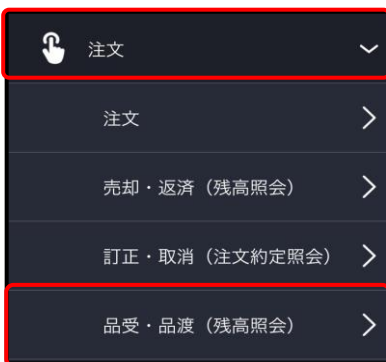 注文
注文
売却・返済（残高照会）
訂正・取消（注文約定照会）
品受・品渡（残高照会）